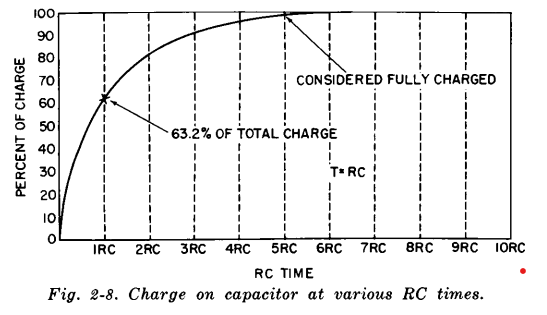 PERCENT OF CHARGE
100
90
80
70
60
50
40
30
20
10
0
CONSIDERED FULLY CHARGED
63.2% OF TOTAL CHARGE
T=RC
1RC 2RC 3RC 4RC 5RC 6RC 7RC 8RC 9RC 10RC
RC TIME
Fig. 2-8. Charge on capacitor at various RC times.